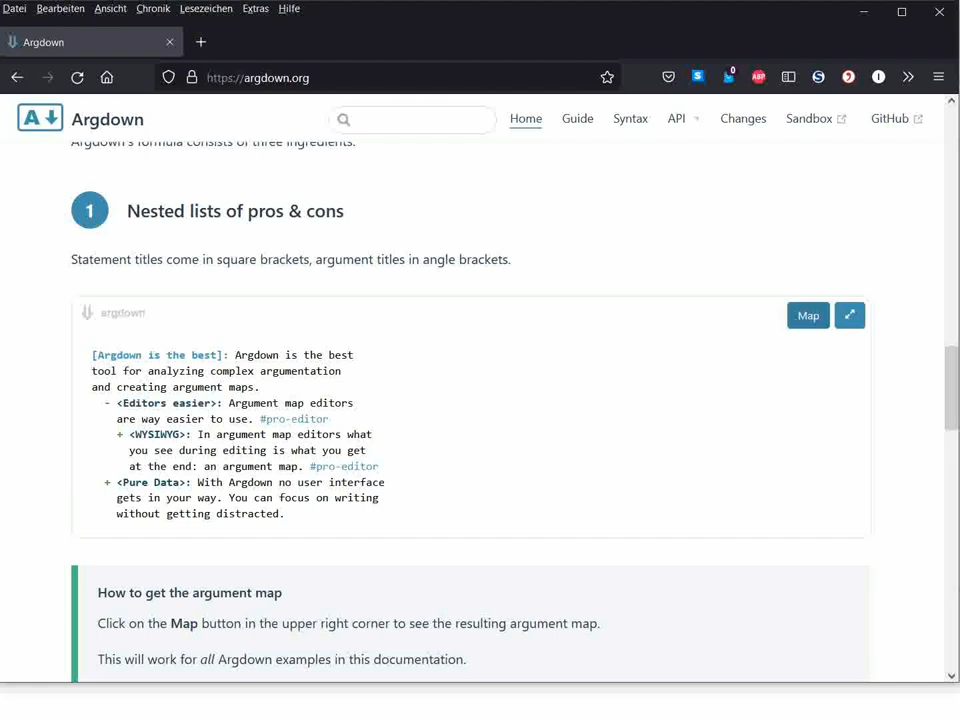 Datei Bearbeiten Ansicht Chronik Lesezeichen Extras Hilfe
Argdown
https://argdown.org
S 0 ABP S
A Argdown Home Guide Syntax API Changes Sandbox GitHub
Argdown's formula consists of three ingredients.
1 Nested lists of pros & cons
Statement titles come in square brackets, argument titles in angle brackets.
argdown Map
[Argdown is the best]: Argdown is the best
tool for analyzing complex argumentation
and creating argument maps.
- <Editors easier>: Argument map editors
are way easier to use. #pro-editor
+ <WYSIWYG>: In argument map editors what
you see during editing is what you get
at the end: an argument map. #pro-editor
+ <Pure Data>: With Argdown no user interface
gets in your way. You can focus on writing
without getting distracted.
How to get the argument map
Click on the Map button in the upper right corner to see the resulting argument map.
This will work for all Argdown examples in this documentation.